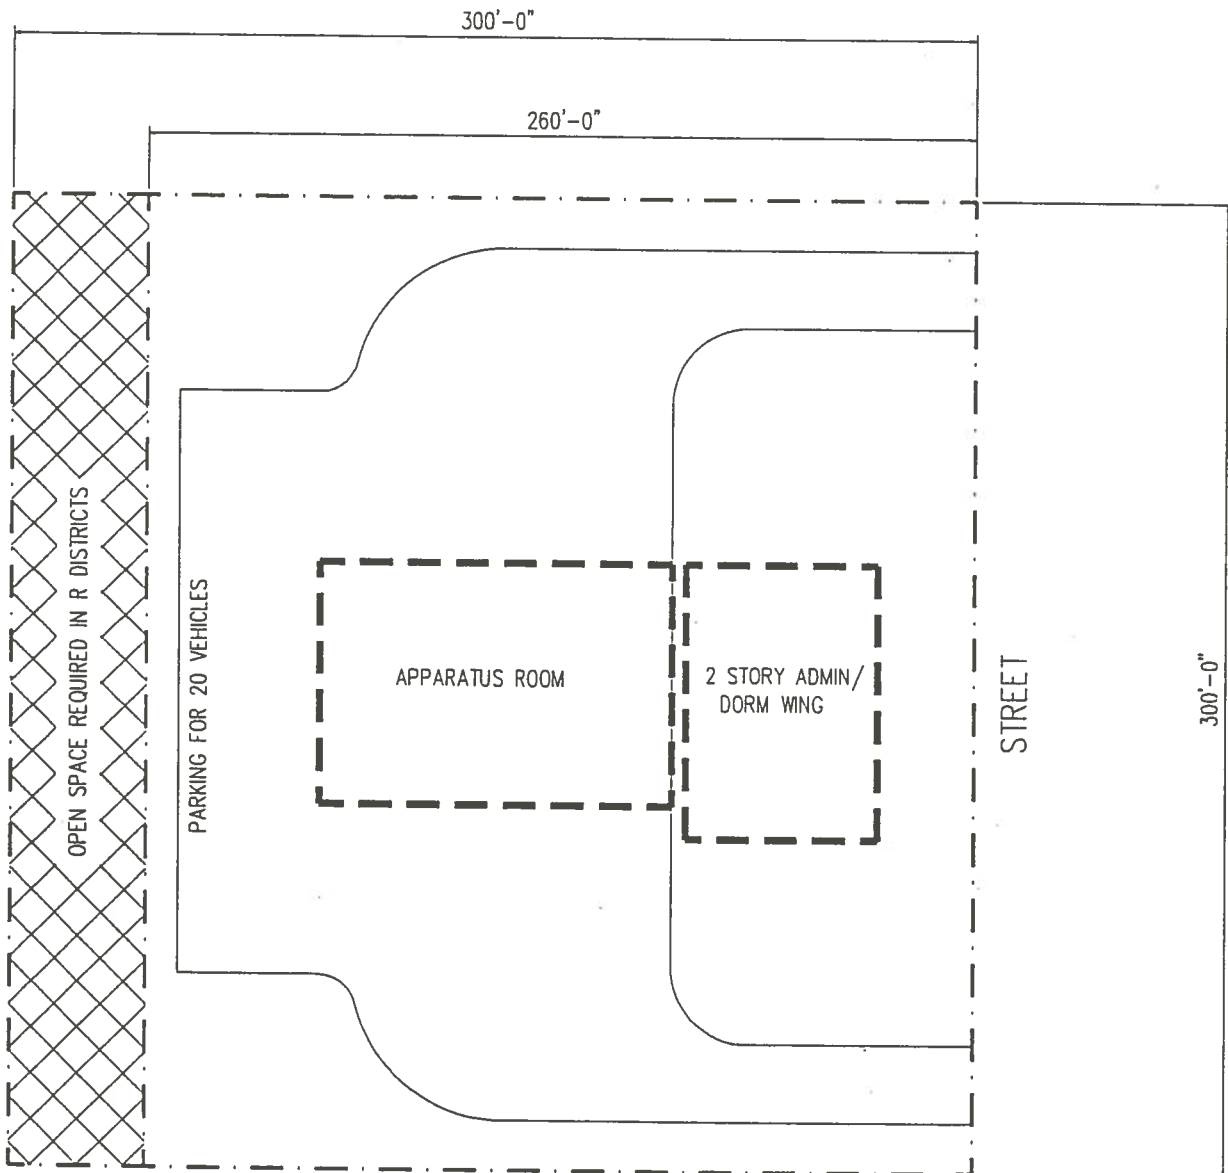 300'-0"
260'-0"
OPEN SPACE REQUIRED IN R DISTRICTS
PARKING FOR 20 VEHICLES
APPARATUS ROOM
2 STORY ADMIN/
DORM WING
STREET
300'-0"